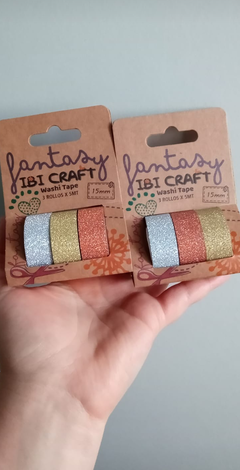 fantasy
IBI CRAFT
Washi Tape
3 ROLLOS X 5MT
15mm
fantasy
IBI CRAFT
Washi Tape
3 ROLLOS X 5MT
15mm